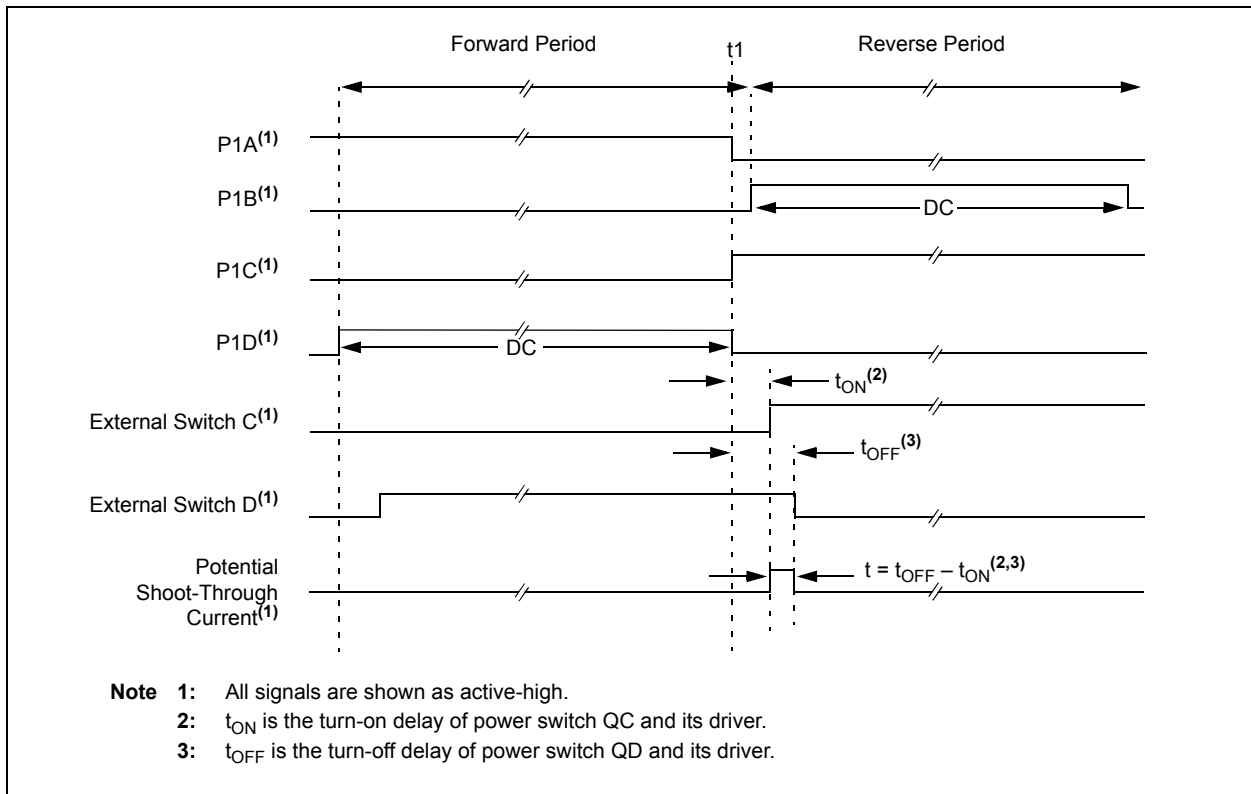 Forward Period
t1
Reverse Period
P1A(1)
P1B(1)
DC
P1C(1)
P1D(1)
DC
tON(2)
External Switch C(1)
tOFF(3)
External Switch D(1)
Potential
Shoot-Through
Current(1)
t = tOFF – tON(2,3)
Note 1: All signals are shown as active-high.
2: tON is the turn-on delay of power switch QC and its driver.
3: tOFF is the turn-off delay of power switch QD and its driver.